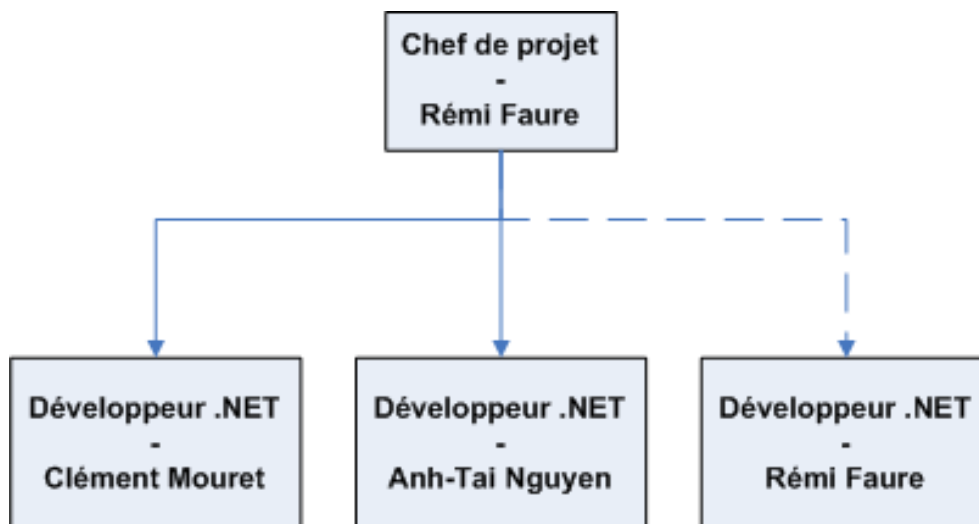 Chef de projet
-
Rémi Faure
Développeur .NET
-
Clément Mouret
Développeur .NET
-
Anh-Tai Nguyen
Développeur .NET
-
Rémi Faure